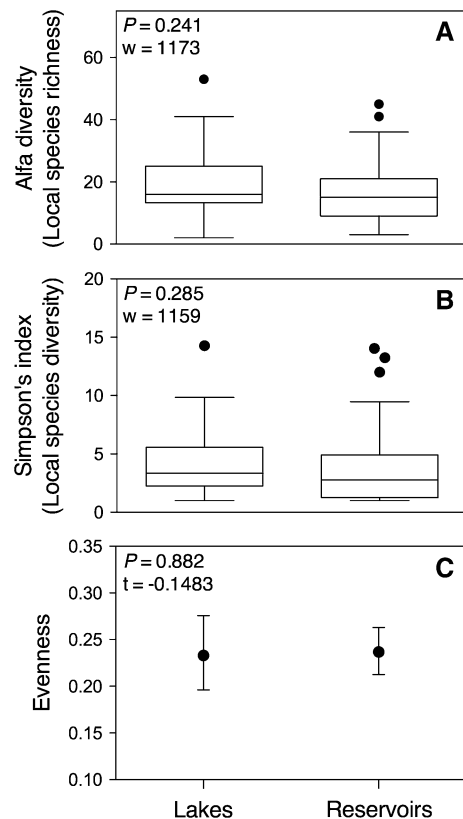 P = 0.241
w = 1173
A
Alfa diversity
(Local species richness)
60
40
20
0
P = 0.285
w = 1159
B
Simpson's index
(Local species diversity)
20
15
10
5
0
P = 0.882
t = -0.1483
C
Evenness
0.35
0.30
0.25
0.20
0.15
0.10
Lakes
Reservoirs